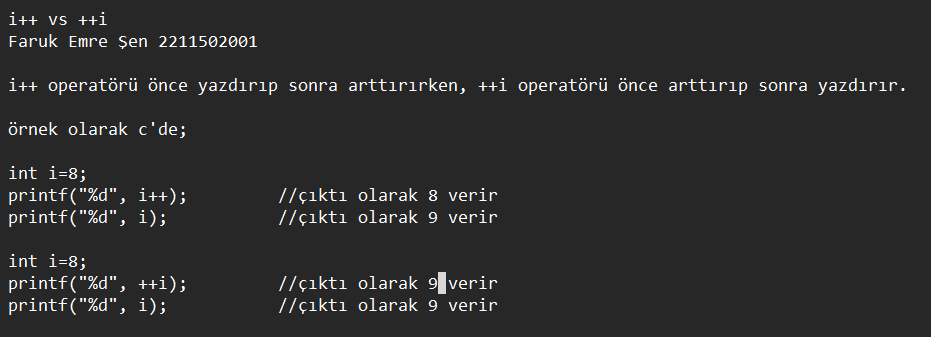 i++ vs ++i
Faruk Emre Şen 2211502001
i++ operatörü önce yazdırıp sonra arttırırken, ++i operatörü önce arttırıp sonra yazdırır.
örnek olarak c'de;
int i=8;
printf("%d", i++);         //çıktı olarak 8 verir
printf("%d", i);           //çıktı olarak 9 verir
int i=8;
printf("%d", ++i);         //çıktı olarak 9 verir
printf("%d", i);           //çıktı olarak 9 verir